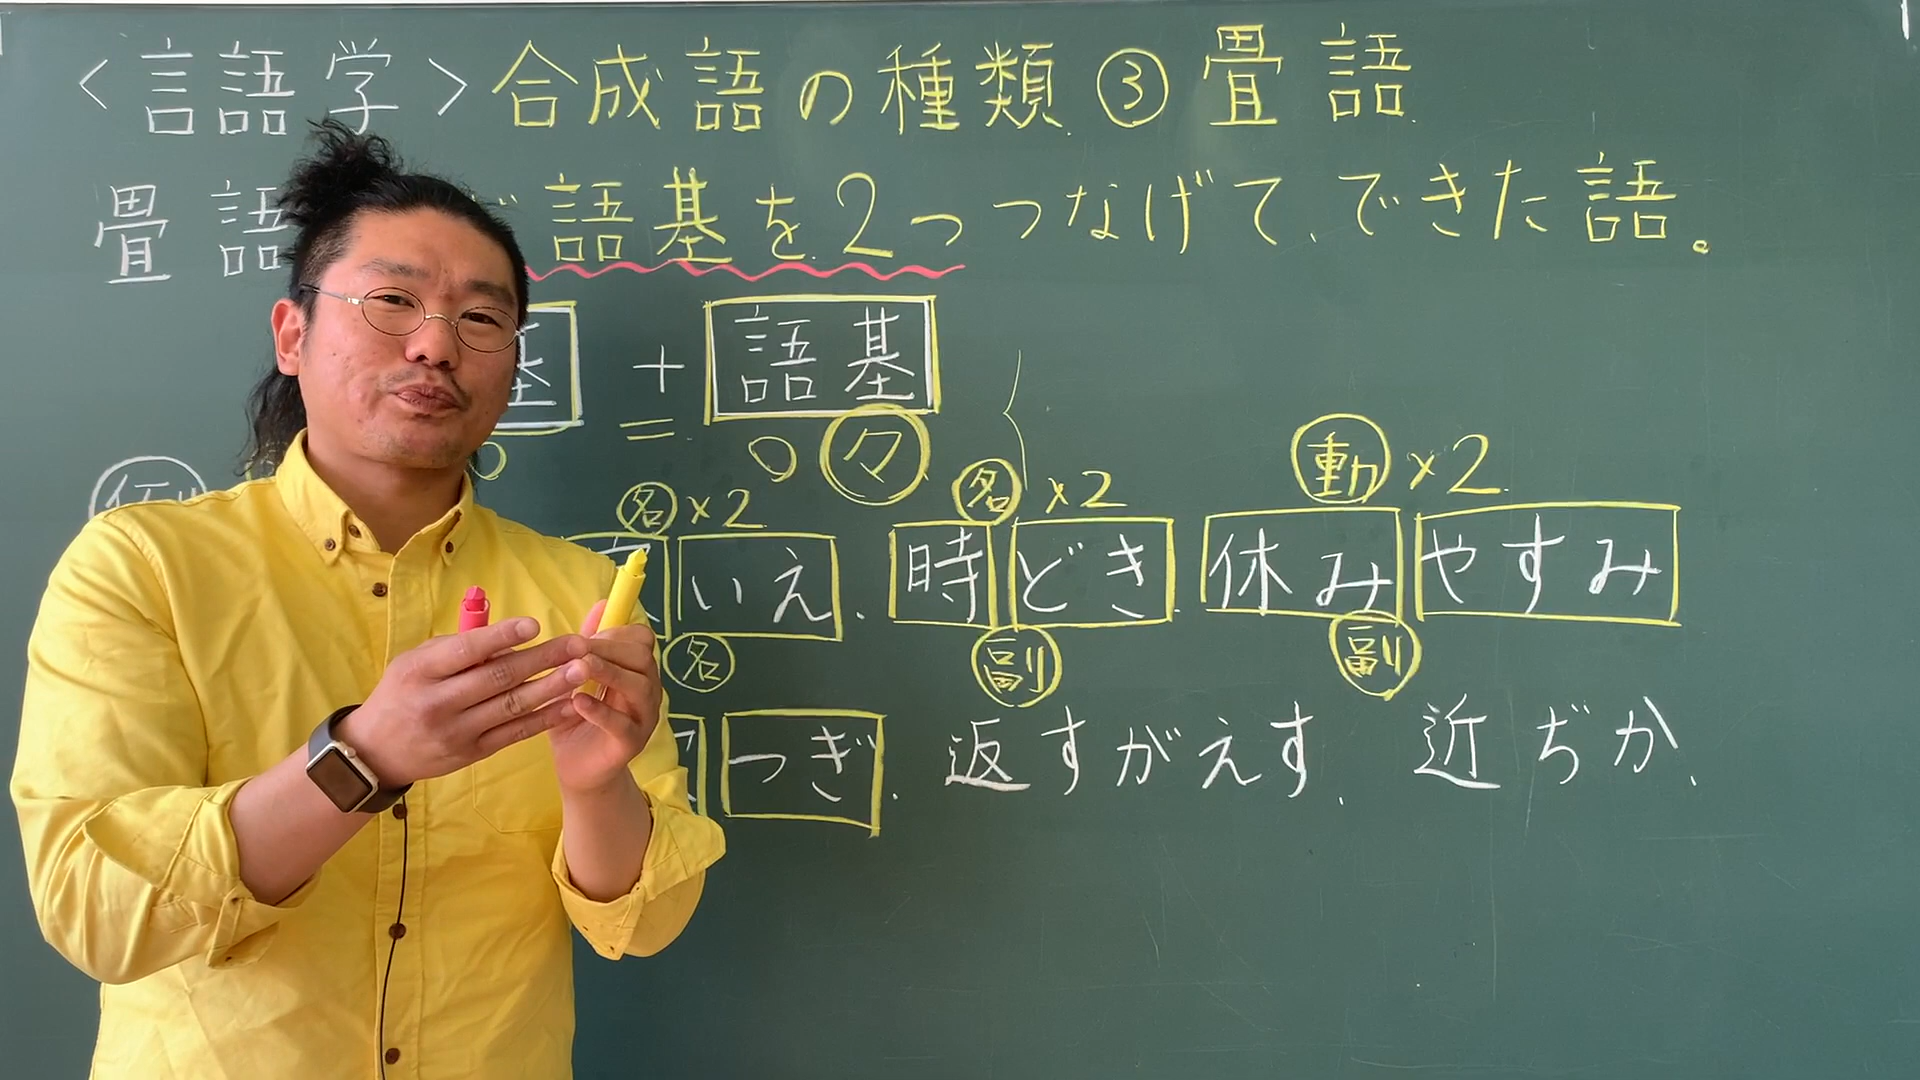 <言語学>合成語の種類③畳語
畳語 語基を2つつなげて、できた語。
基 + 語基
= 〇々
例 名×2 名×2 動×2
いえ、時どき、休みやすみ
名 副 副
つぎ、返すがえす、近ぢか、